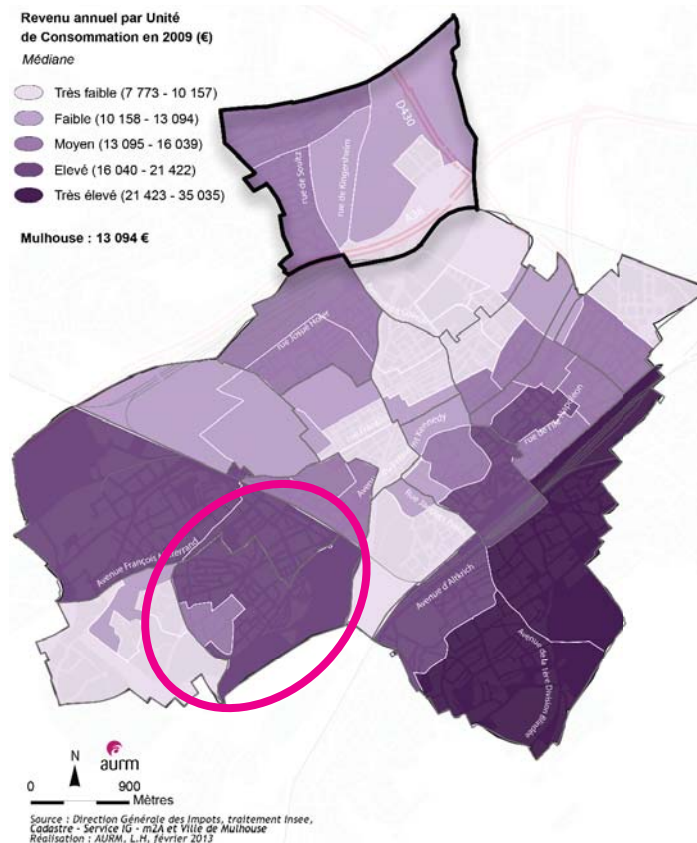 Revenu annuel par Unité
de Consommation en 2009 (€)
Médiane
Très faible (7 773 - 10 157)
Faible (10 158 - 13 094)
Moyen (13 095 - 16 039)
Elevé (16 040 - 21 422)
Très élevé (21 423 - 35 035)
Mulhouse : 13 094 €
D430
rue de Soultz
rue de Kingersheim
A36
rue Josué Hofer
Kennedy
rue de
Napoléon
Avenue François Mitterrand
Avenue d'Altkirch
Avenue de la 1ère Division Blindée
N
aurm
0 900
Mètres
Source : Direction Générale des Impots, traitement Insee,
Cadastre - Service IG - m2A et Ville de Mulhouse
Réalisation : AURM, L.H, février 2013